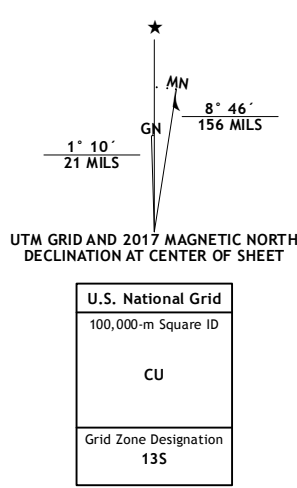 ★
MN
8° 46´
156 MILS
GN
1° 10´
21 MILS
UTM GRID AND 2017 MAGNETIC NORTH
DECLINATION AT CENTER OF SHEET
U.S. National Grid
100,000-m Square ID
CU
Grid Zone Designation
13S